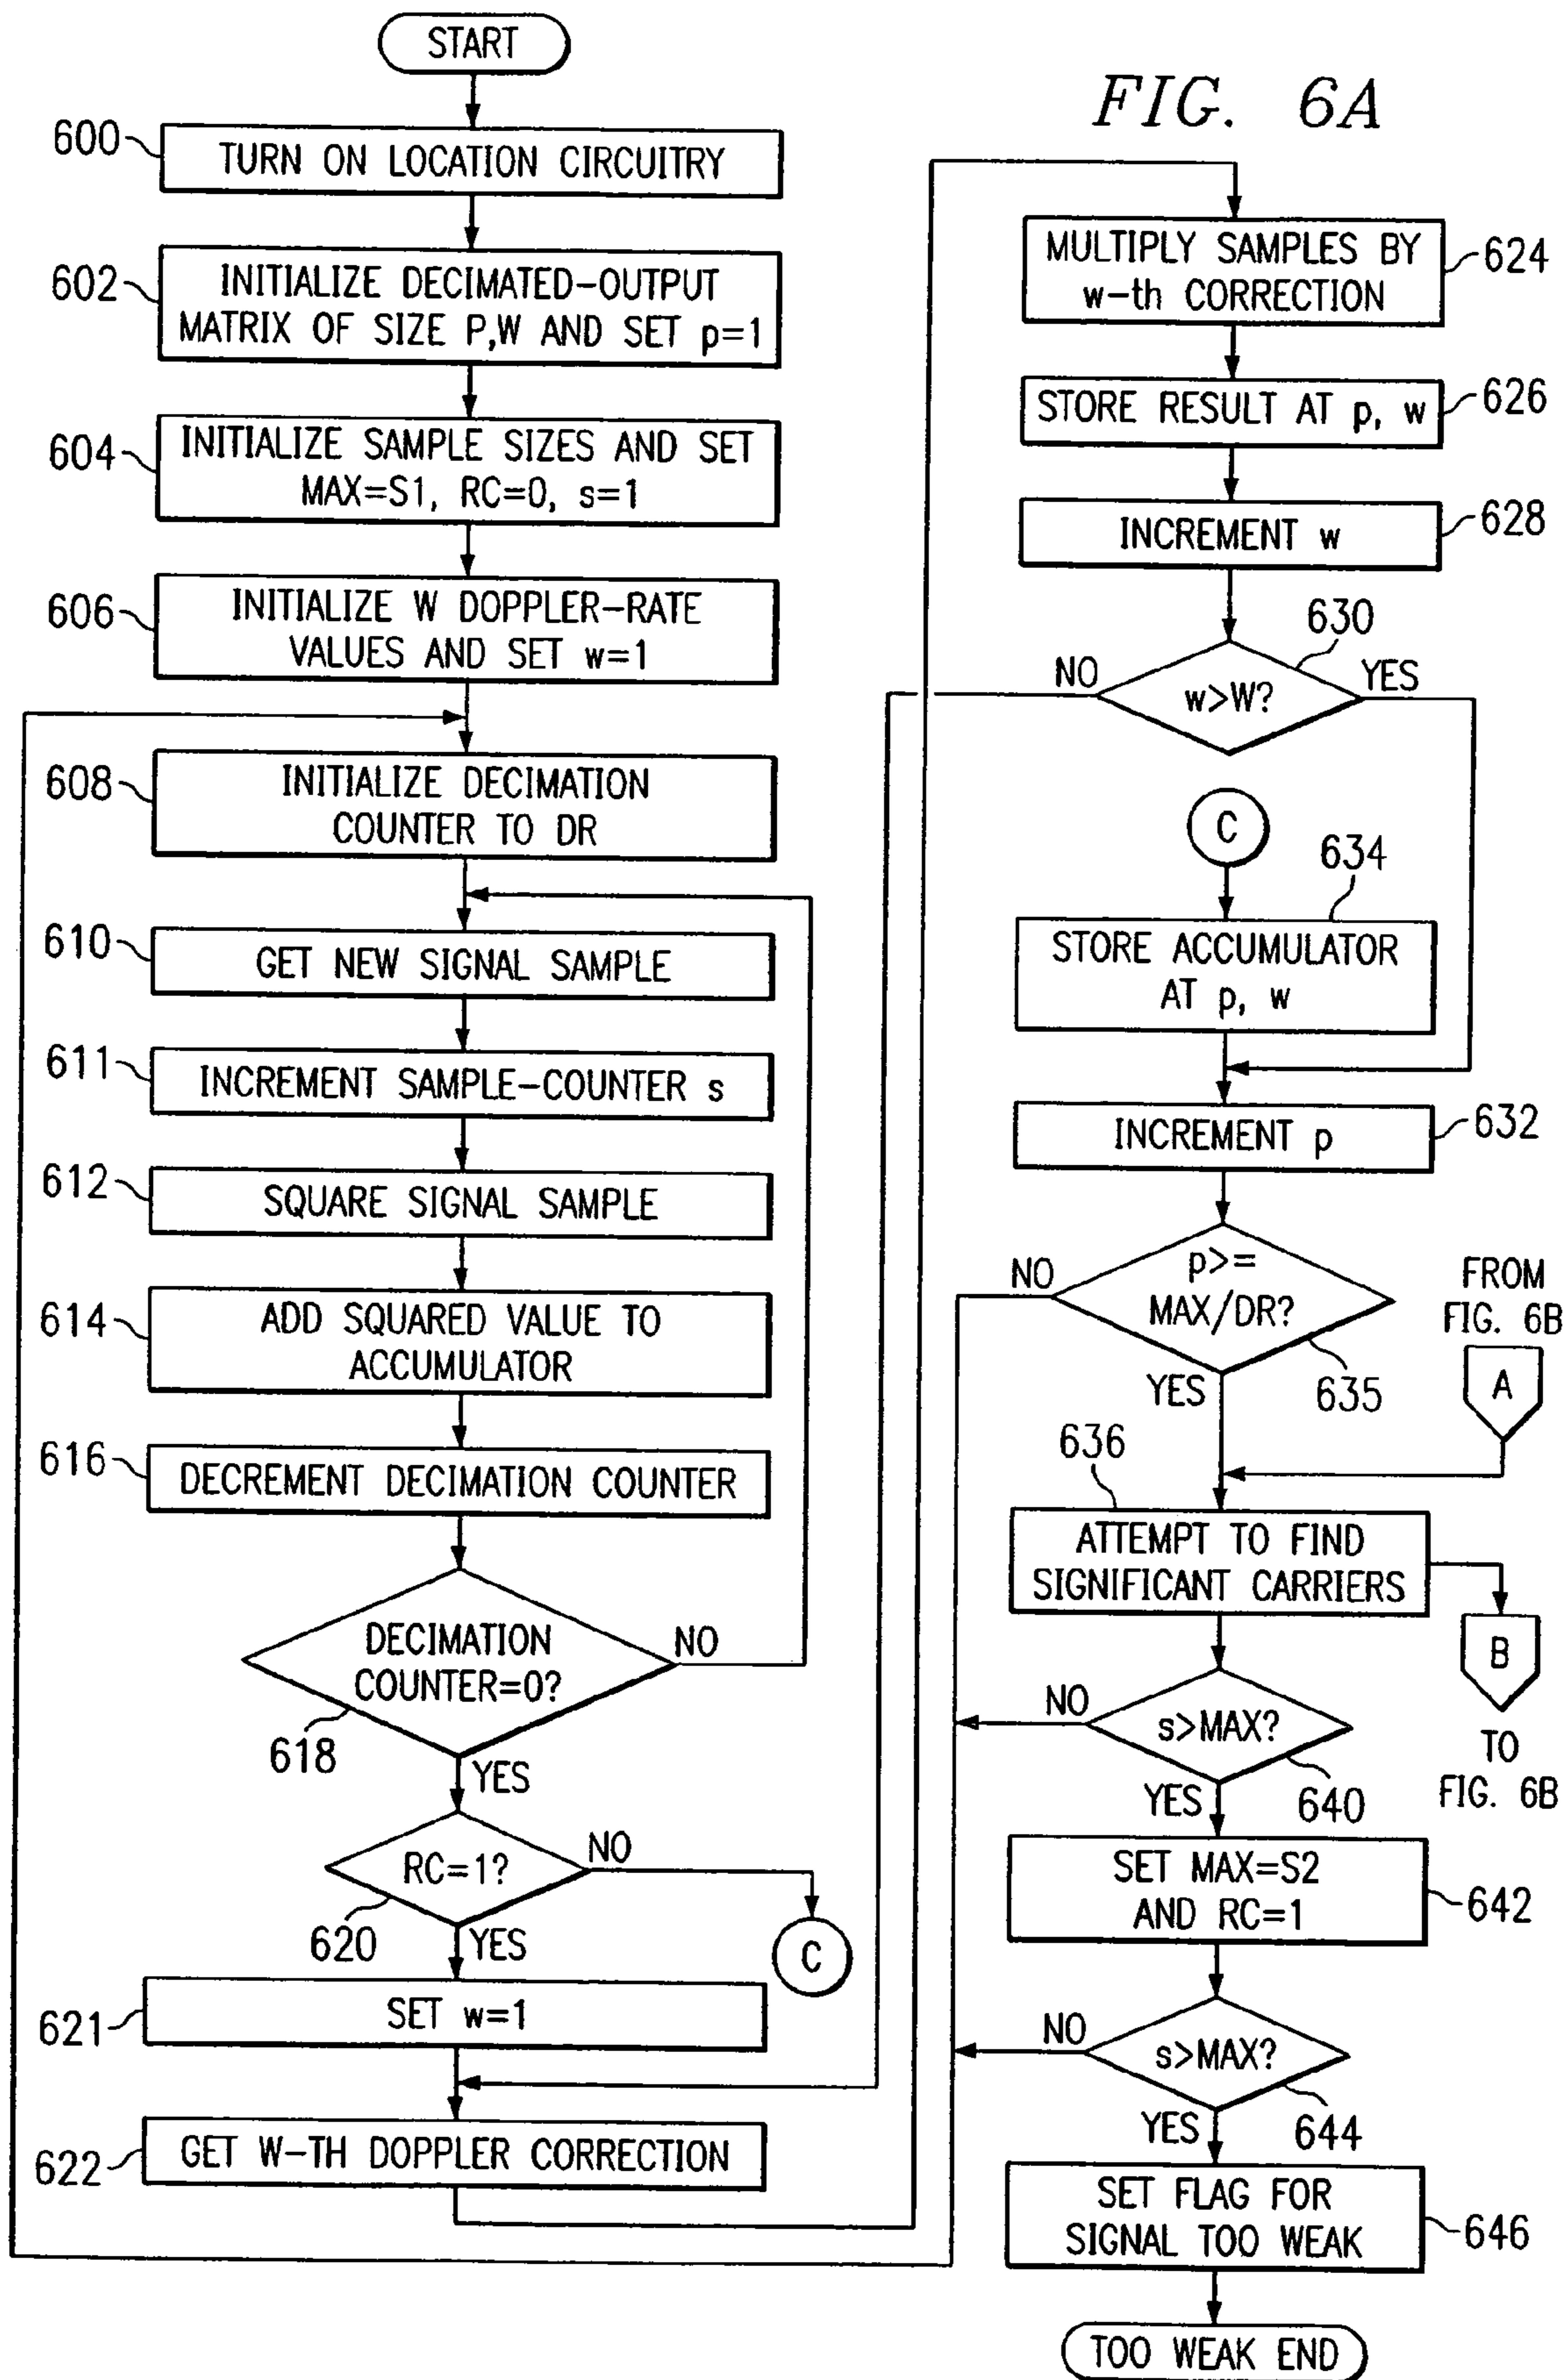 FIG. 6A
START
600
TURN ON LOCATION CIRCUITRY
602
INITIALIZE DECIMATED-OUTPUT
MATRIX OF SIZE P,W AND SET p=1
604
INITIALIZE SAMPLE SIZES AND SET
MAX=S1, RC=0, s=1
606
INITIALIZE W DOPPLER-RATE
VALUES AND SET w=1
608
INITIALIZE DECIMATION
COUNTER TO DR
610
GET NEW SIGNAL SAMPLE
611
INCREMENT SAMPLE-COUNTER s
612
SQUARE SIGNAL SAMPLE
614
ADD SQUARED VALUE TO
ACCUMULATOR
616
DECREMENT DECIMATION COUNTER
DECIMATION
COUNTER=0?
NO
618
YES
RC=1?
NO
620
YES
C
621
SET w=1
622
GET W-TH DOPPLER CORRECTION
MULTIPLY SAMPLES BY
w-th CORRECTION
624
STORE RESULT AT p, w
626
INCREMENT w
628
630
NO
w>W?
YES
C
634
STORE ACCUMULATOR
AT p, w
INCREMENT p
632
NO
p>=
MAX/DR?
YES
635
FROM
FIG. 6B
A
636
ATTEMPT TO FIND
SIGNIFICANT CARRIERS
B
TO
FIG. 6B
NO
s>MAX?
YES
640
SET MAX=S2
AND RC=1
642
NO
s>MAX?
YES
644
SET FLAG FOR
SIGNAL TOO WEAK
646
TOO WEAK END